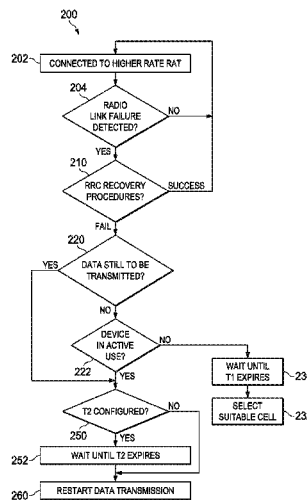 200
202
CONNECTED TO HIGHER RATE RAT
204
RADIO
LINK FAILURE
DETECTED?
NO
YES
210
RRC RECOVERY
PROCEDURES?
SUCCESS
FAIL
220
DATA STILL TO BE
TRANSMITTED?
YES
NO
DEVICE
IN ACTIVE
USE?
NO
222
YES
WAIT UNTIL
T1 EXPIRES
23
SELECT
SUITABLE CELL
23
T2 CONFIGURED?
NO
250
YES
252
WAIT UNTIL T2 EXPIRES
260
RESTART DATA TRANSMISSION